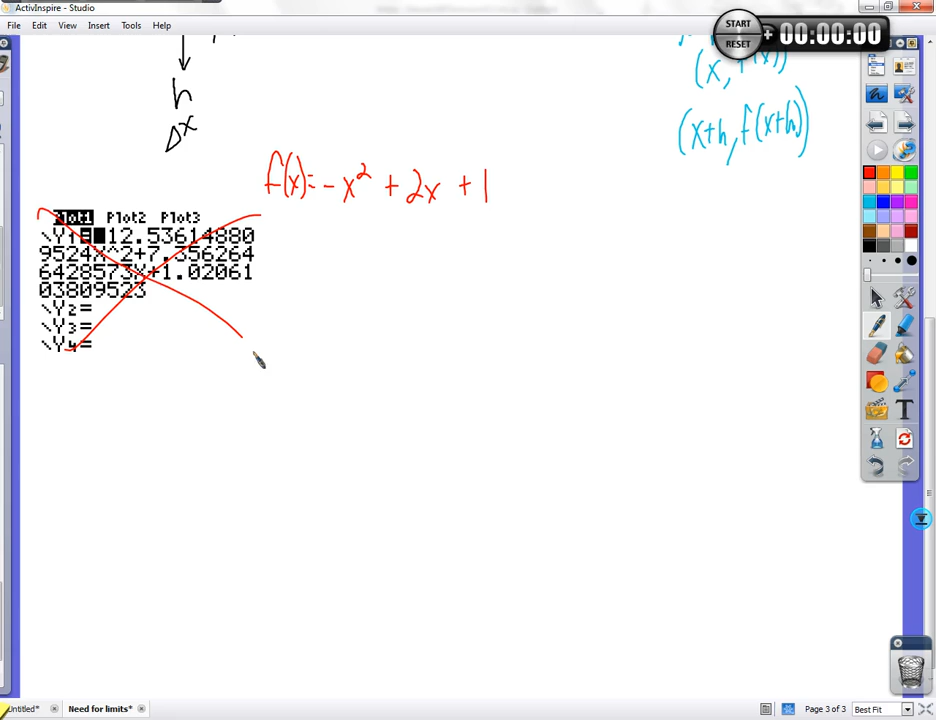 ActivInspire - Studio
File Edit View Insert Tools Help
START
RESET
00:00:00
h
Δx
(x, f(x))
(x+h, f(x+h))
f(x)= -x² + 2x + 1
Plot1 Plot2 Plot3
\Y1=12.53614880
9524X^2+7.356264
6428573X+1.02061
03809523
\Y2=
\Y3=
\Y4=
Untitled* Need for limits*
Page 3 of 3 Best Fit